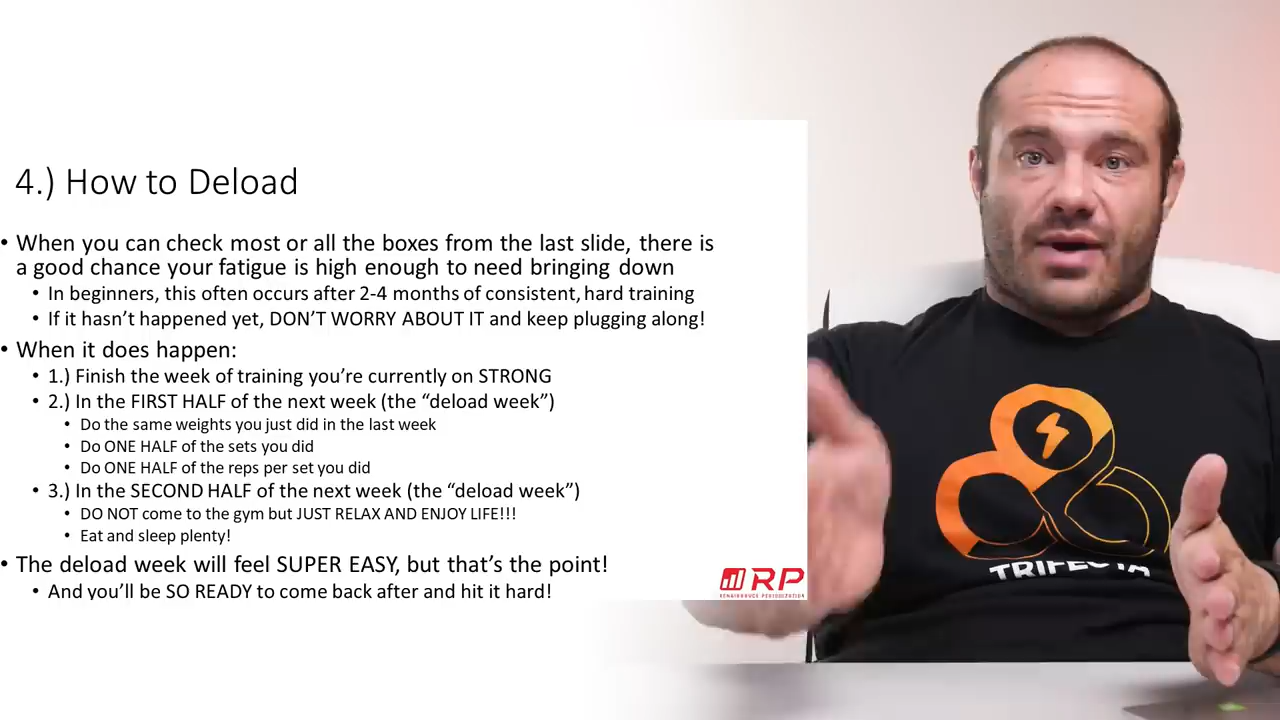 4.) How to Deload
• When you can check most or all the boxes from the last slide, there is
a good chance your fatigue is high enough to need bringing down
• In beginners, this often occurs after 2-4 months of consistent, hard training
• If it hasn't happened yet, DON'T WORRY ABOUT IT and keep plugging along!
• When it does happen:
• 1.) Finish the week of training you're currently on STRONG
• 2.) In the FIRST HALF of the next week (the “deload week”)
• Do the same weights you just did in the last week
• Do ONE HALF of the sets you did
• Do ONE HALF of the reps per set you did
• 3.) In the SECOND HALF of the next week (the “deload week”)
• DO NOT come to the gym but JUST RELAX AND ENJOY LIFE!!!
• Eat and sleep plenty!
• The deload week will feel SUPER EASY, but that's the point!
• And you'll be SO READY to come back after and hit it hard!
RP
RENAISSANCE PERIODIZATION
TRIFECTA